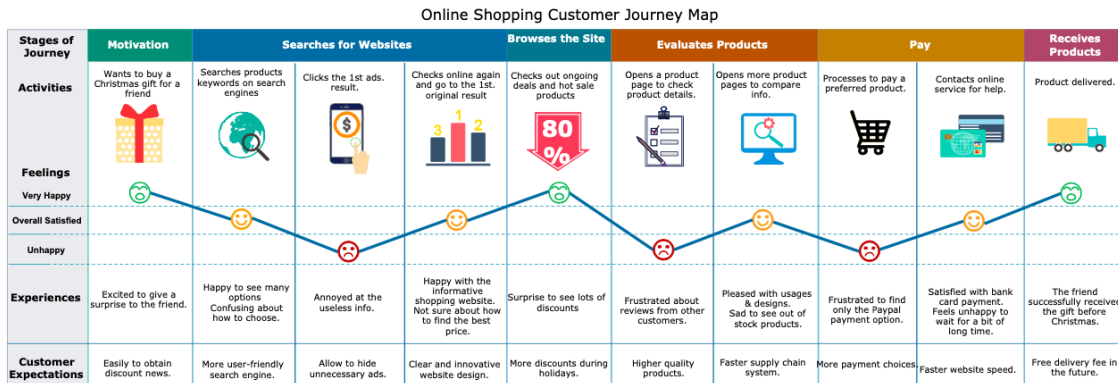 Online Shopping Customer Journey Map
Stages of
Journey
Motivation
Searches for Websites
Browses the Site
Evaluates Products
Pay
Receives
Products
Activities
Wants to buy a
Christmas gift for a
friend
Searches products
keywords on search
engines
Clicks the 1st ads.
result.
Checks online again
and go to the 1st.
original result
Checks out ongoing
deals and hot sale
products
Opens a product
page to check
product details.
Opens more product
pages to compare
info.
Processes to pay a
preferred product.
Contacts online
service for help.
Product delivered.
$
3 1 2
80
%
Feelings
Very Happy
Overall Satisfied
Unhappy
Experiences
Excited to give a
surprise to the friend.
Happy to see many
options
Confusing about
how to choose.
Annoyed at the
useless info.
Happy with the
informative
shopping website.
Not sure about how
to find the best
price.
Surprise to see lots of
discounts
Frustrated about
reviews from other
customers.
Pleased with usages
& designs.
Sad to see out of
stock products.
Frustrated to find
only the Paypal
payment option.
Satisfied with bank
card payment.
Feels unhappy to
wait for a bit of
long time.
The friend
successfully received
the gift before
Christmas.
Customer
Expectations
Easily to obtain
discount news.
More user-friendly
search engine.
Allow to hide
unnecessary ads.
Clear and innovative
website design.
More discounts during
holidays.
Higher quality
products.
Faster supply chain
system.
More payment choices.
Faster website speed.
Free delivery fee in
the future.